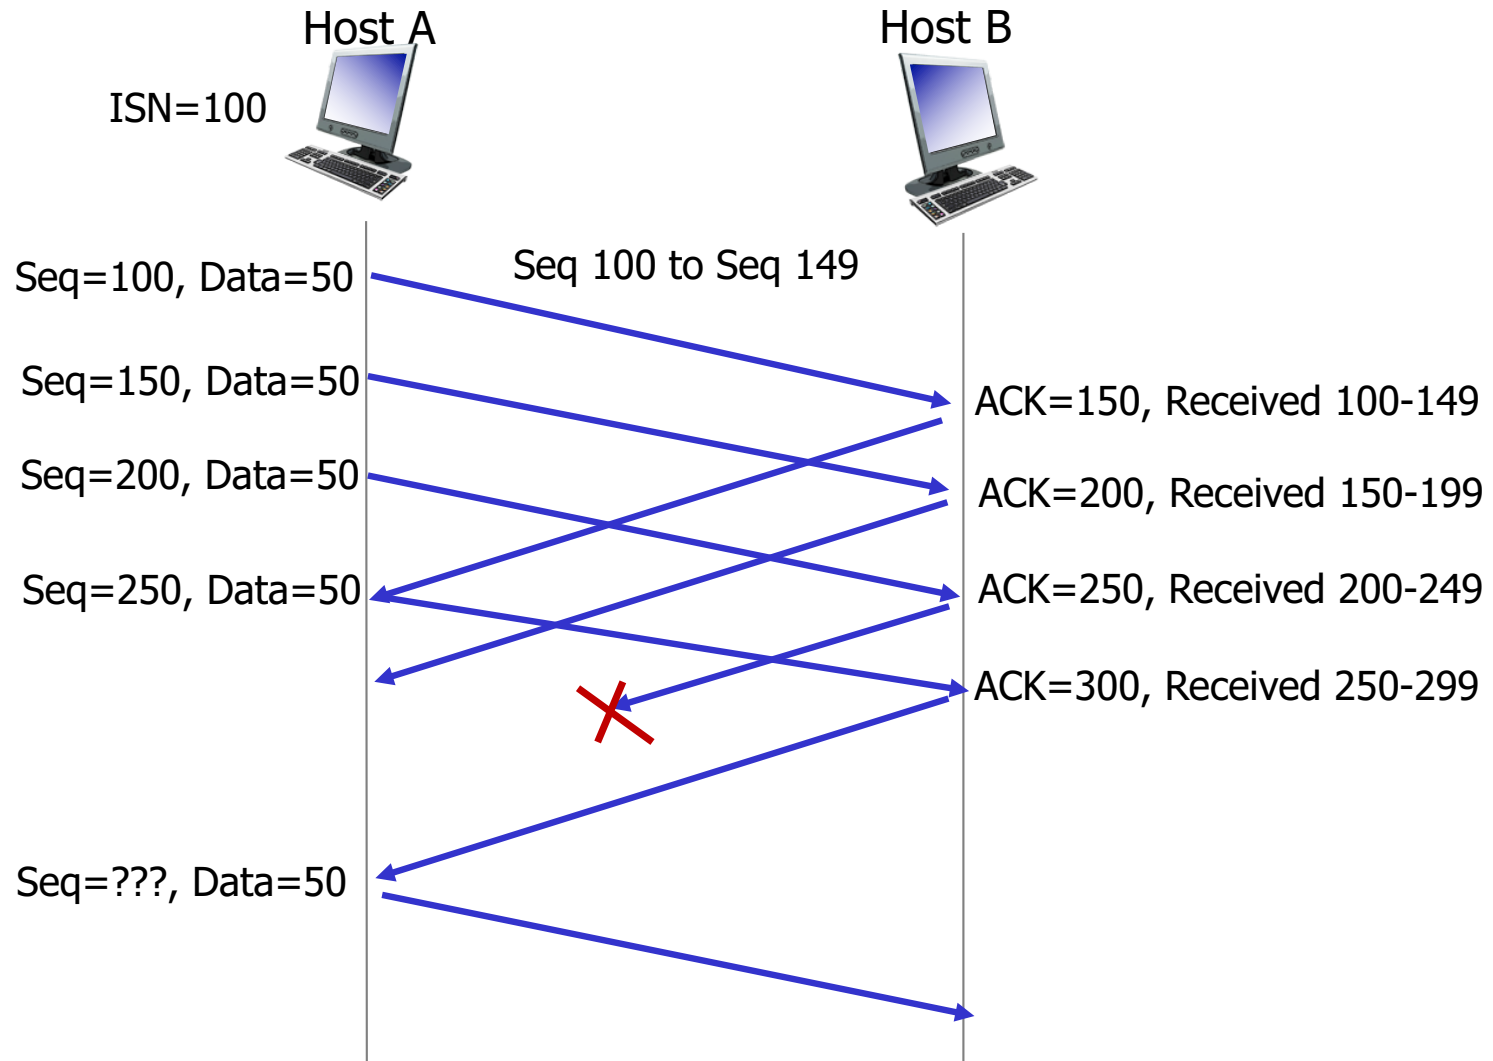 Host A
Host B
ISN=100
Seq 100 to Seq 149
Seq=100, Data=50
Seq=150, Data=50
ACK=150, Received 100-149
Seq=200, Data=50
ACK=200, Received 150-199
Seq=250, Data=50
ACK=250, Received 200-249
ACK=300, Received 250-299
Seq=???, Data=50